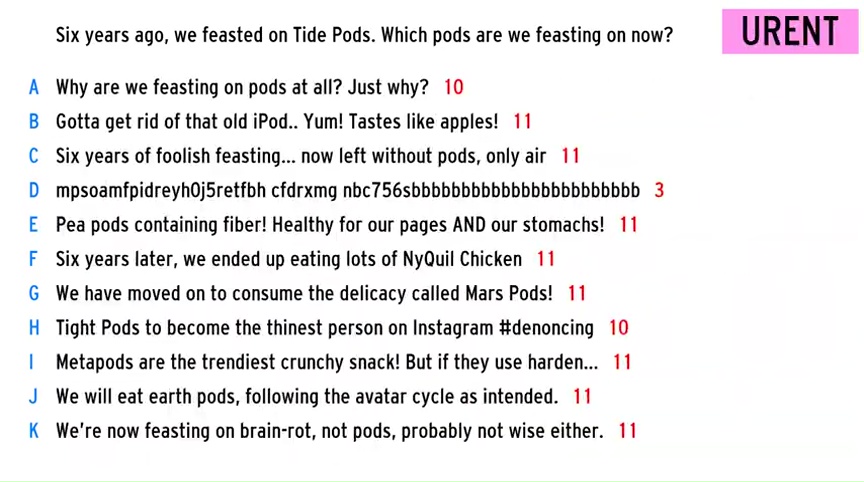 Six years ago, we feasted on Tide Pods. Which pods are we feasting on now?
URENT
A Why are we feasting on pods at all? Just why? 10
B Gotta get rid of that old iPod.. Yum! Tastes like apples! 11
C Six years of foolish feasting... now left without pods, only air 11
D mpsoamfpidreyh0j5retfbh cfdrxmg nbc756sbbbbbbbbbbbbbbbbbbbbbbb 3
E Pea pods containing fiber! Healthy for our pages AND our stomachs! 11
F Six years later, we ended up eating lots of NyQuil Chicken 11
G We have moved on to consume the delicacy called Mars Pods! 11
H Tight Pods to become the thinest person on Instagram #denoncing 10
I Metapods are the trendiest crunchy snack! But if they use harden... 11
J We will eat earth pods, following the avatar cycle as intended. 11
K We're now feasting on brain-rot, not pods, probably not wise either. 11